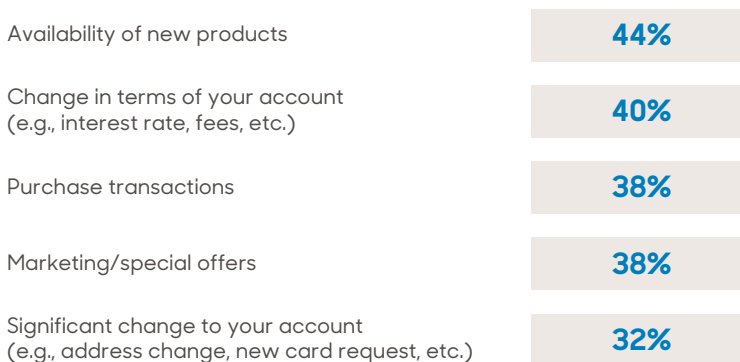 Availability of new products 44%
Change in terms of your account
(e.g., interest rate, fees, etc.) 40%
Purchase transactions 38%
Marketing/special offers 38%
Significant change to your account
(e.g., address change, new card request, etc.) 32%